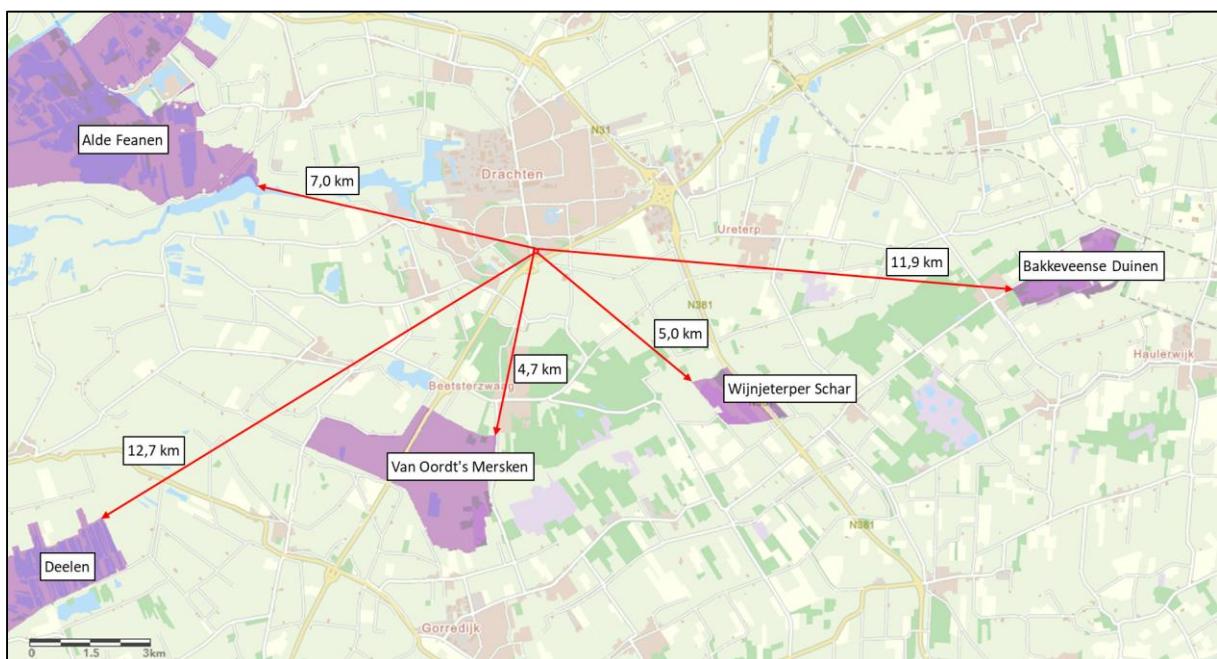 N31
Alde Feanen
Drachten
7,0 km
Ureterp
11,9 km
Bakkeveense Duinen
N381
5,0 km
Haulerwijk
4,7 km
Beetsterzwaag
Wijnjeterper Schar
12,7 km
Van Oordt's Mersken
N381
Deelen
Gorredijk
0 1.5 3km